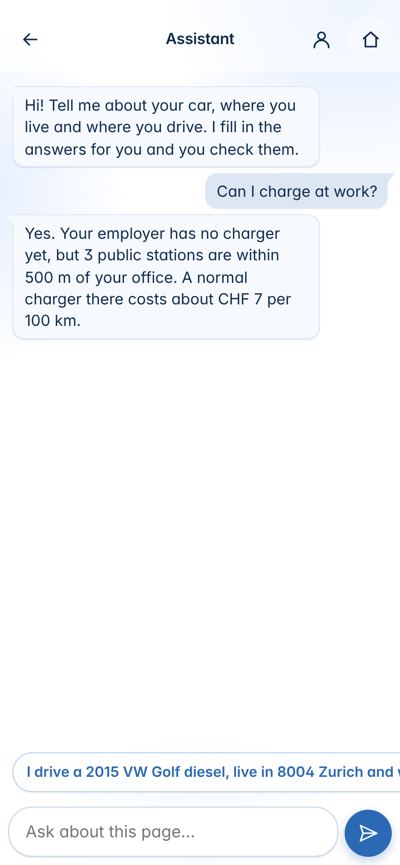 Assistant
Hi! Tell me about your car, where you
live and where you drive. I fill in the
answers for you and you check them.
Can I charge at work?
Yes. Your employer has no charger
yet, but 3 public stations are within
500 m of your office. A normal
charger there costs about CHF 7 per
100 km.
I drive a 2015 VW Golf diesel, live in 8004 Zurich and
Ask about this page...